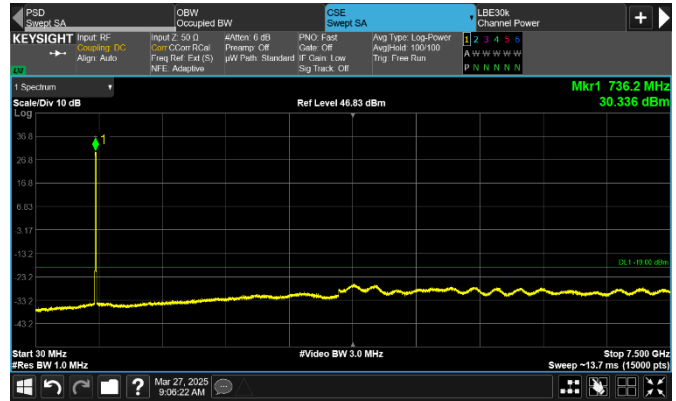 PSD
Swept SA
OBW
Occupied BW
CSE
Swept SA
LBE30k
Channel Power
+
KEYSIGHT
Input: RF
Coupling: DC
Align: Auto
Input Z: 50 Ω
Corr CCorr RCal
Freq Ref: Ext (S)
NFE: Adaptive
#Atten: 6 dB
Preamp: Off
µW Path: Standard
PNO: Fast
Gate: Off
IF Gain: Low
Sig Track: Off
Avg Type: Log-Power
Avg|Hold: 100/100
Trig: Free Run
1 2 3 4 5 6
A W W W W W
P N N N N N
1 Spectrum
Mkr1 736.2 MHz
Scale/Div 10 dB
Ref Level 46.83 dBm
30.336 dBm
Log
1
36.8
26.8
16.8
6.83
-3.17
-13.2
DL1 -19.00 dBm
-23.2
-33.2
-43.2
Start 30 MHz
#Video BW 3.0 MHz
Stop 7.500 GHz
#Res BW 1.0 MHz
Sweep ~13.7 ms (15000 pts)
?
Mar 27, 2025
9:06:22 AM